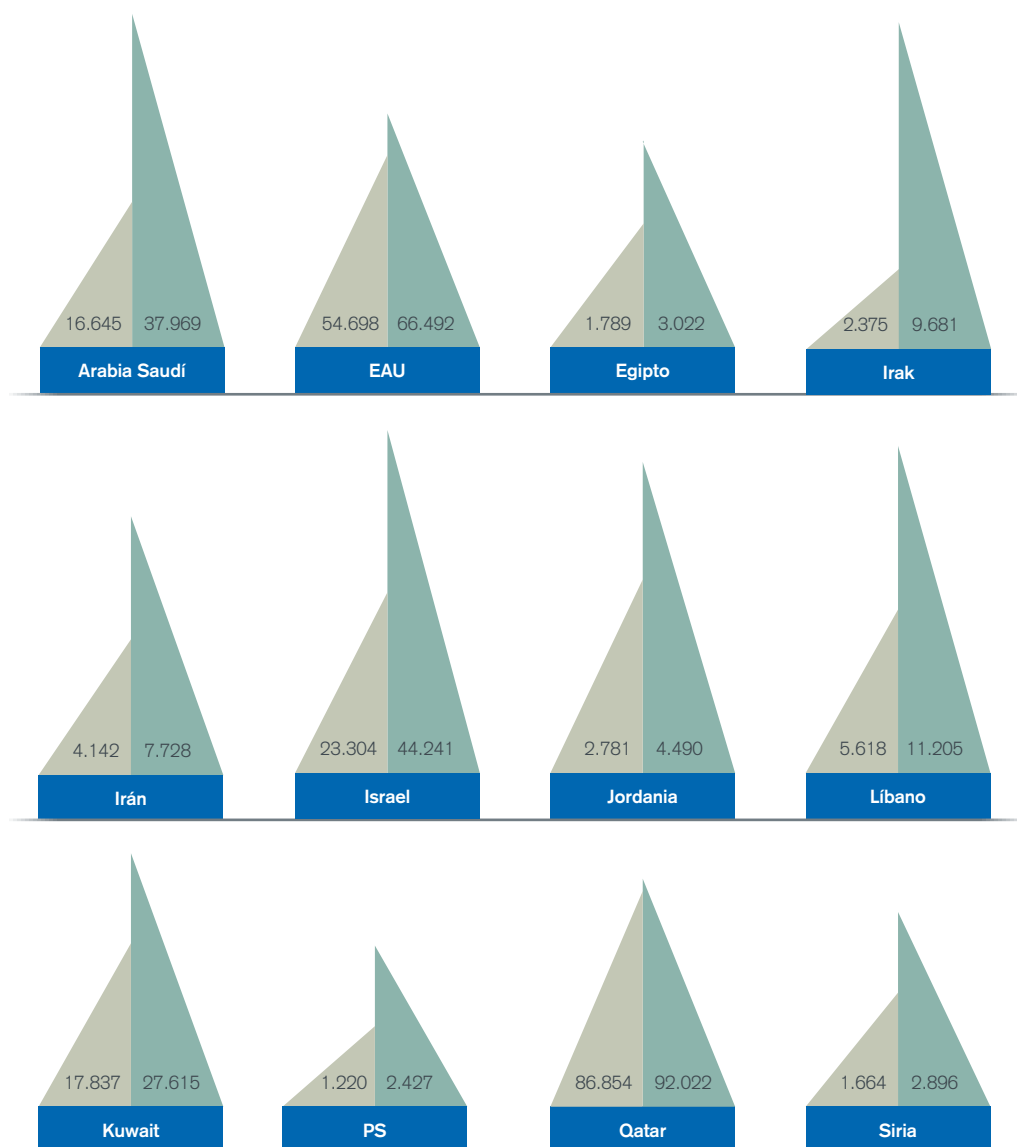 16.645 37.969
Arabia Saudí
54.698 66.492
EAU
1.789 3.022
Egipto
2.375 9.681
Irak
4.142 7.728
Irán
23.304 44.241
Israel
2.781 4.490
Jordania
5.618 11.205
Líbano
17.837 27.615
Kuwait
1.220 2.427
PS
86.854 92.022
Qatar
1.664 2.896
Siria